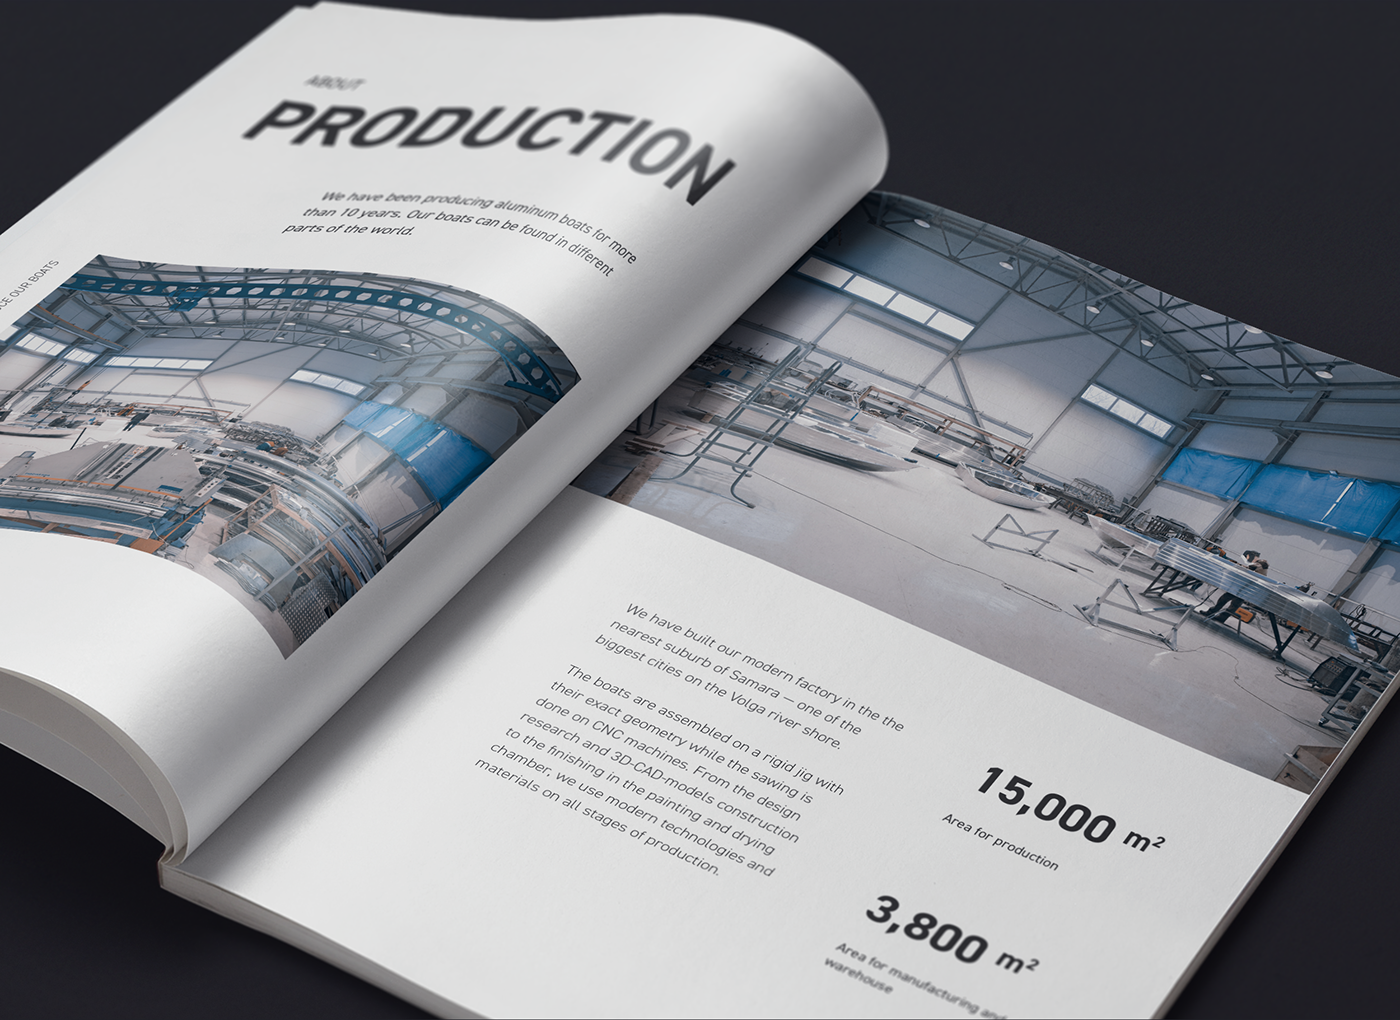 ABOUT
PRODUCTION
We have been producing aluminum boats for more
than 10 years. Our boats can be found in different
parts of the world.
OUR BOATS
We have built our modern factory in the the
nearest suburb of Samara — one of the
biggest cities on the Volga river shore.
The boats are assembled on a rigid jig with
their exact geometry while the sawing is
done on CNC machines. From the design
research and 3D-CAD-models construction
to the finishing in the painting and drying
chamber, we use modern technologies and
materials on all stages of production.
15,000 m²
Area for production
3,800 m²
Area for manufacturing and
warehouse